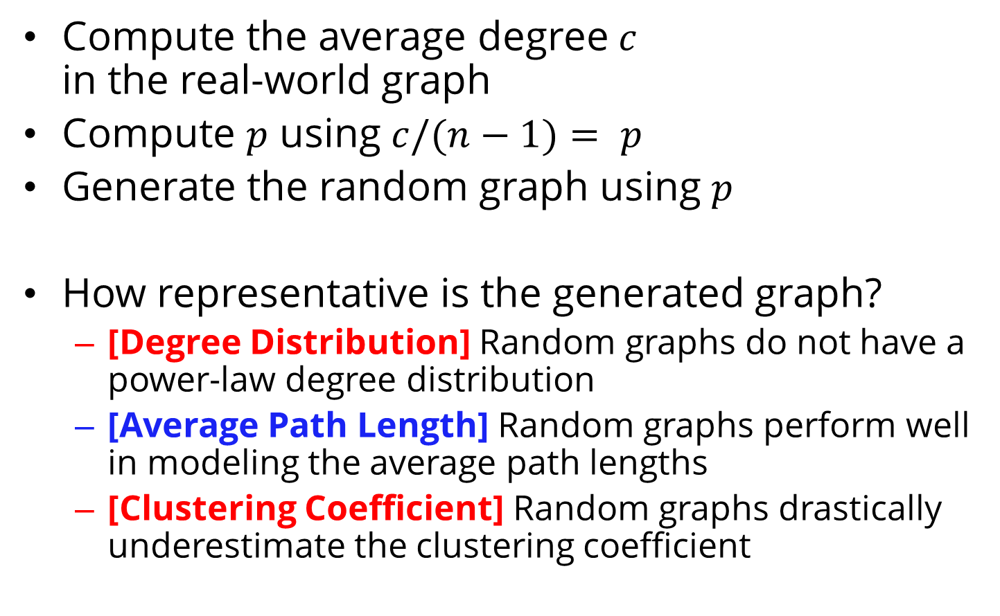 • Compute the average degree c
in the real-world graph
• Compute p using c/(n − 1) = p
• Generate the random graph using p
• How representative is the generated graph?
– [Degree Distribution] Random graphs do not have a
power-law degree distribution
– [Average Path Length] Random graphs perform well
in modeling the average path lengths
– [Clustering Coefficient] Random graphs drastically
underestimate the clustering coefficient